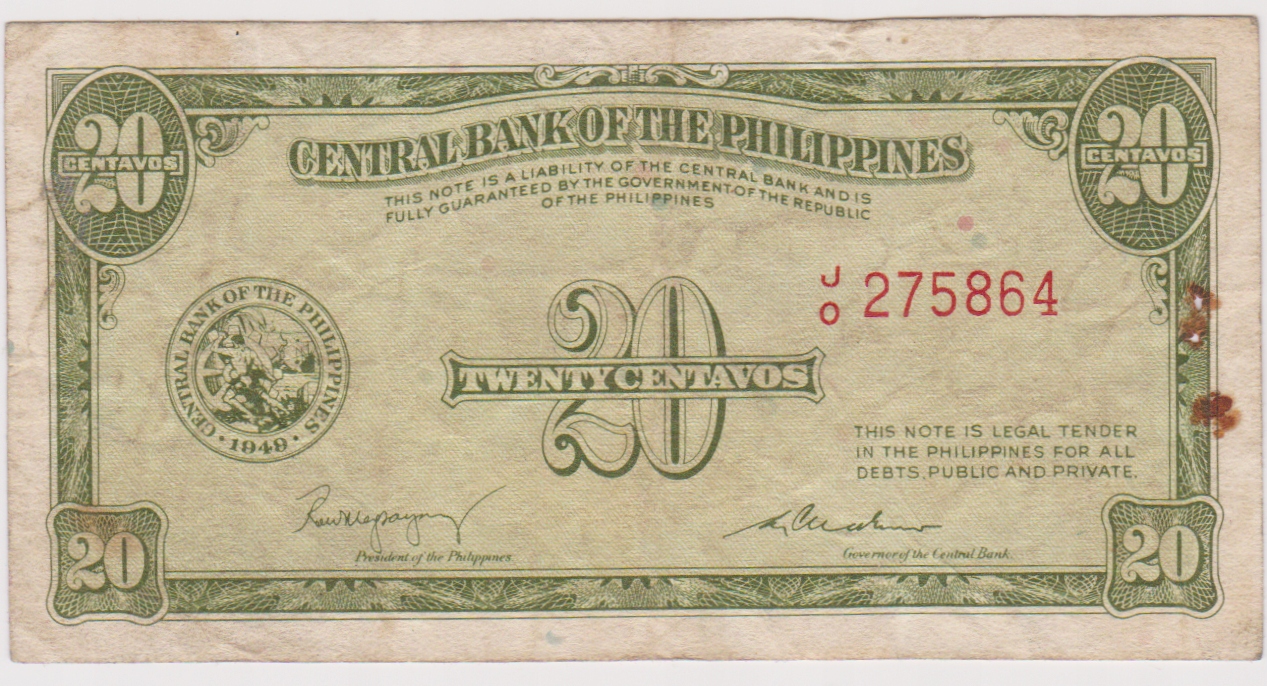 20
CENTAVOS
20
CENTAVOS
CENTRAL BANK OF THE PHILIPPINES
THIS NOTE IS A LIABILITY OF THE CENTRAL BANK AND IS
FULLY GUARANTEED BY THE GOVERNMENT OF THE REPUBLIC
OF THE PHILIPPINES
J/O 275864
CENTRAL BANK OF THE PHILIPPINES
· 1949 ·
20
TWENTY CENTAVOS
THIS NOTE IS LEGAL TENDER
IN THE PHILIPPINES FOR ALL
DEBTS, PUBLIC AND PRIVATE.
President of the Philippines
Governor of the Central Bank.
20
20